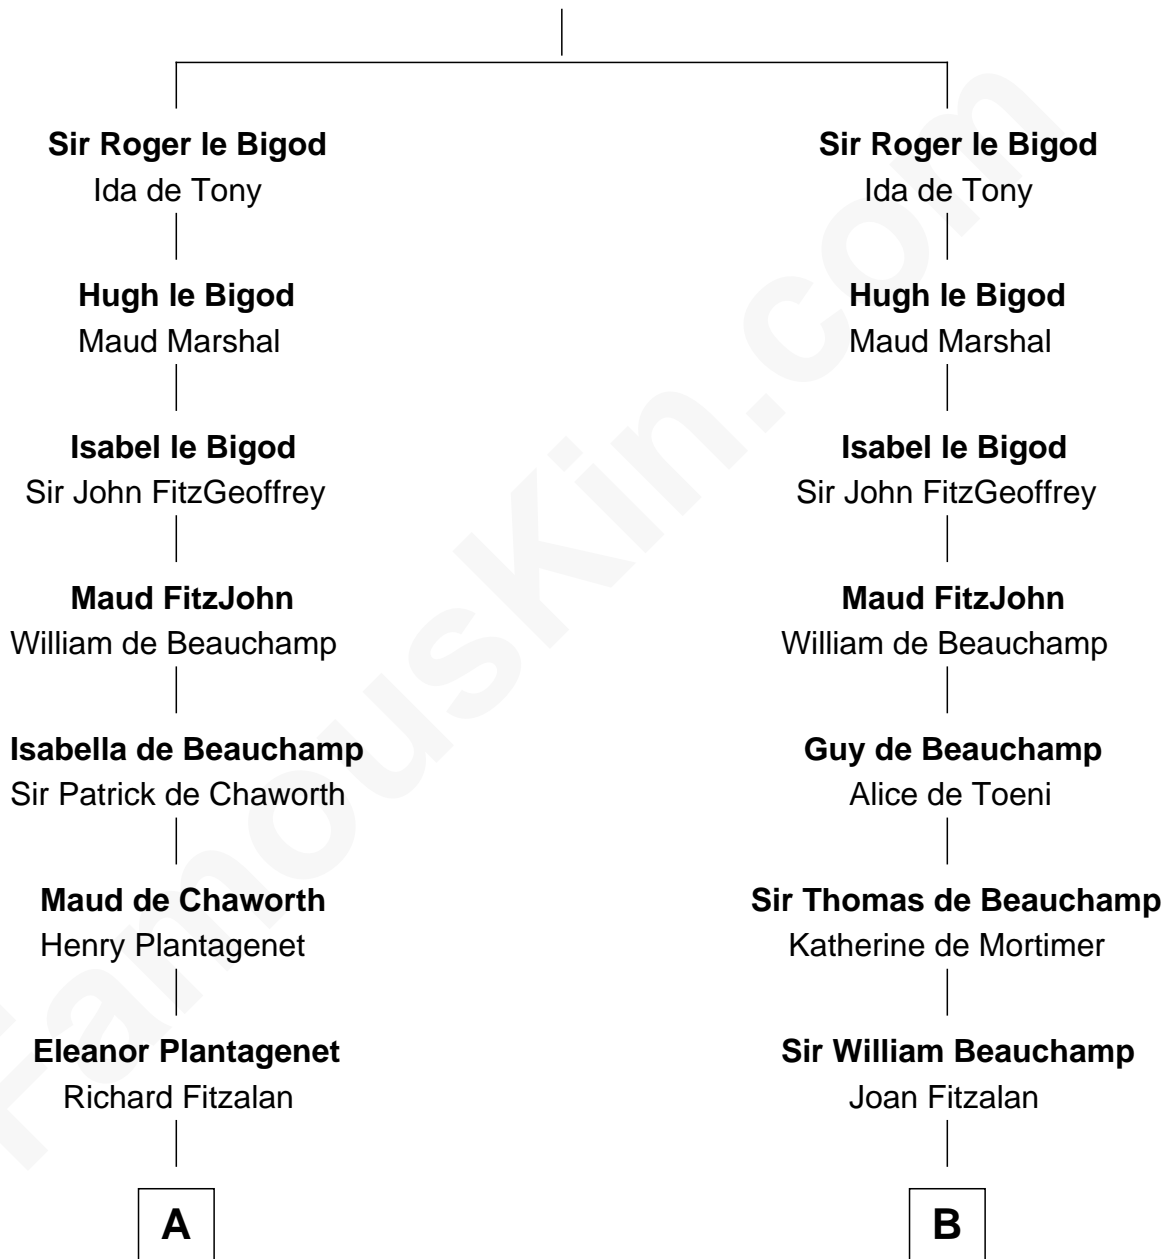 Sir Roger le Bigod
Ida de Tony
Hugh le Bigod
Maud Marshal
Isabel le Bigod
Sir John FitzGeoffrey
Maud FitzJohn
William de Beauchamp
Isabella de Beauchamp
Sir Patrick de Chaworth
Maud de Chaworth
Henry Plantagenet
Eleanor Plantagenet
Richard Fitzalan
A
Sir Roger le Bigod
Ida de Tony
Hugh le Bigod
Maud Marshal
Isabel le Bigod
Sir John FitzGeoffrey
Maud FitzJohn
William de Beauchamp
Guy de Beauchamp
Alice de Toeni
Sir Thomas de Beauchamp
Katherine de Mortimer
Sir William Beauchamp
Joan Fitzalan
B
FamousKin.com